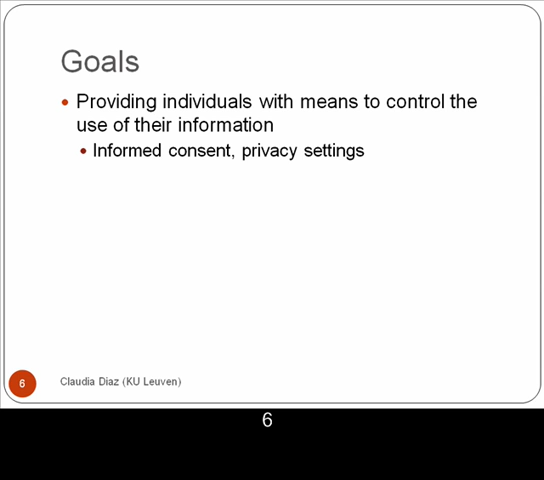 Goals
• Providing individuals with means to control the
use of their information
• Informed consent, privacy settings
6
Claudia Diaz (KU Leuven)
6